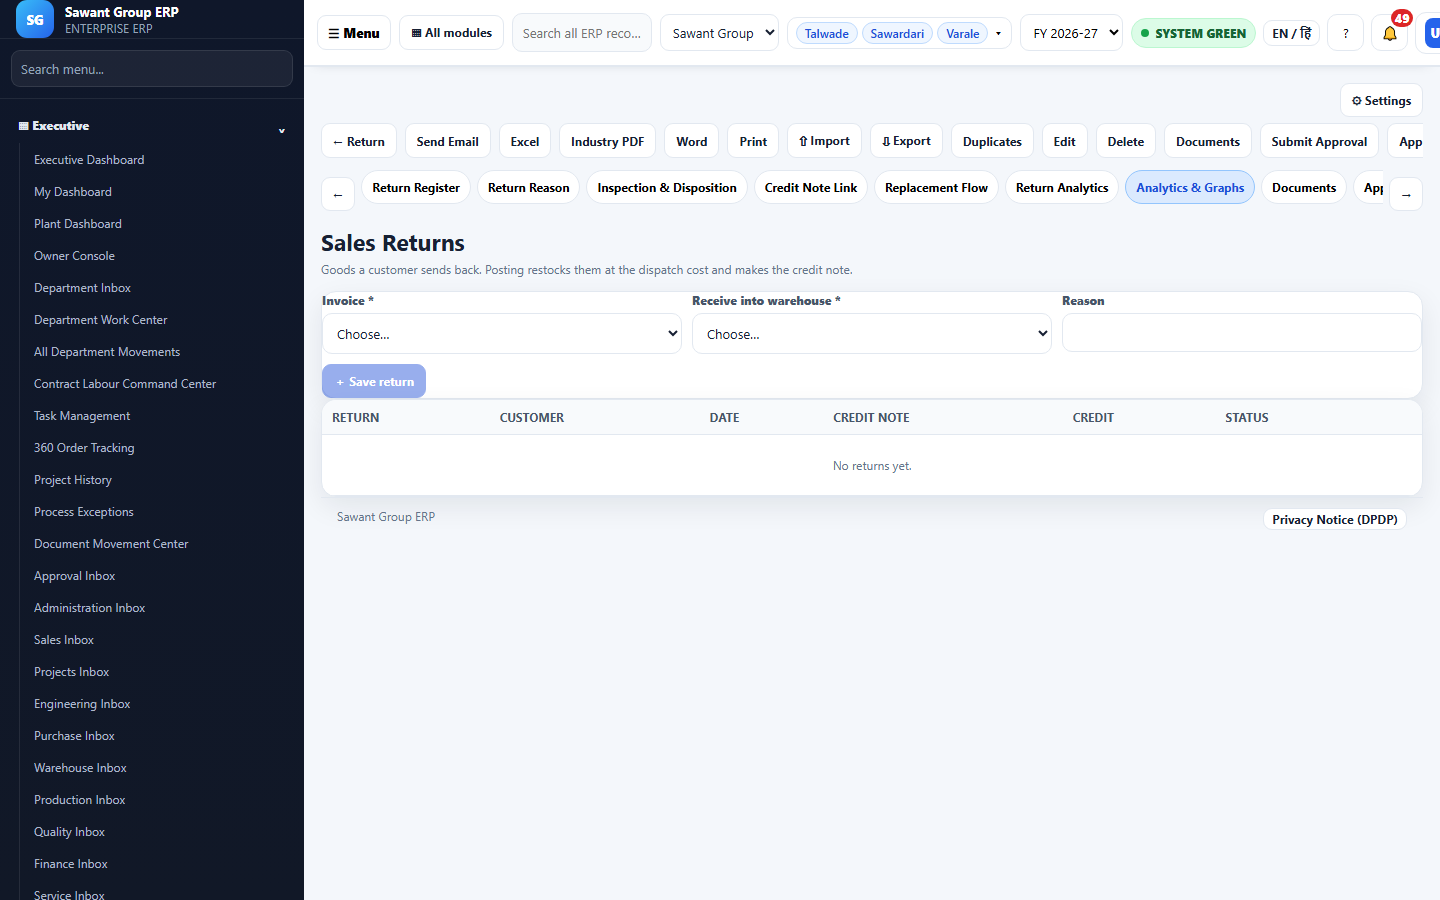 SG
Sawant Group ERP
ENTERPRISE ERP
☰ Menu
▦ All modules
Search all ERP reco...
Sawant Group
Talwade
Sawardari
Varale
FY 2026-27
SYSTEM GREEN
EN / हिं
?
49
U
Search menu...
▦ Executive
Executive Dashboard
My Dashboard
Plant Dashboard
Owner Console
Department Inbox
Department Work Center
All Department Movements
Contract Labour Command Center
Task Management
360 Order Tracking
Project History
Process Exceptions
Document Movement Center
Approval Inbox
Administration Inbox
Sales Inbox
Projects Inbox
Engineering Inbox
Purchase Inbox
Warehouse Inbox
Production Inbox
Quality Inbox
Finance Inbox
Service Inbox
⚙ Settings
← Return
Send Email
Excel
Industry PDF
Word
Print
⇧ Import
⇩ Export
Duplicates
Edit
Delete
Documents
Submit Approval
App
←
Return Register
Return Reason
Inspection & Disposition
Credit Note Link
Replacement Flow
Return Analytics
Analytics & Graphs
Documents
App
→
Sales Returns
Goods a customer sends back. Posting restocks them at the dispatch cost and makes the credit note.
Invoice *
Receive into warehouse *
Reason
Choose...
Choose...
+ Save return
RETURN
CUSTOMER
DATE
CREDIT NOTE
CREDIT
STATUS
No returns yet.
Sawant Group ERP
Privacy Notice (DPDP)